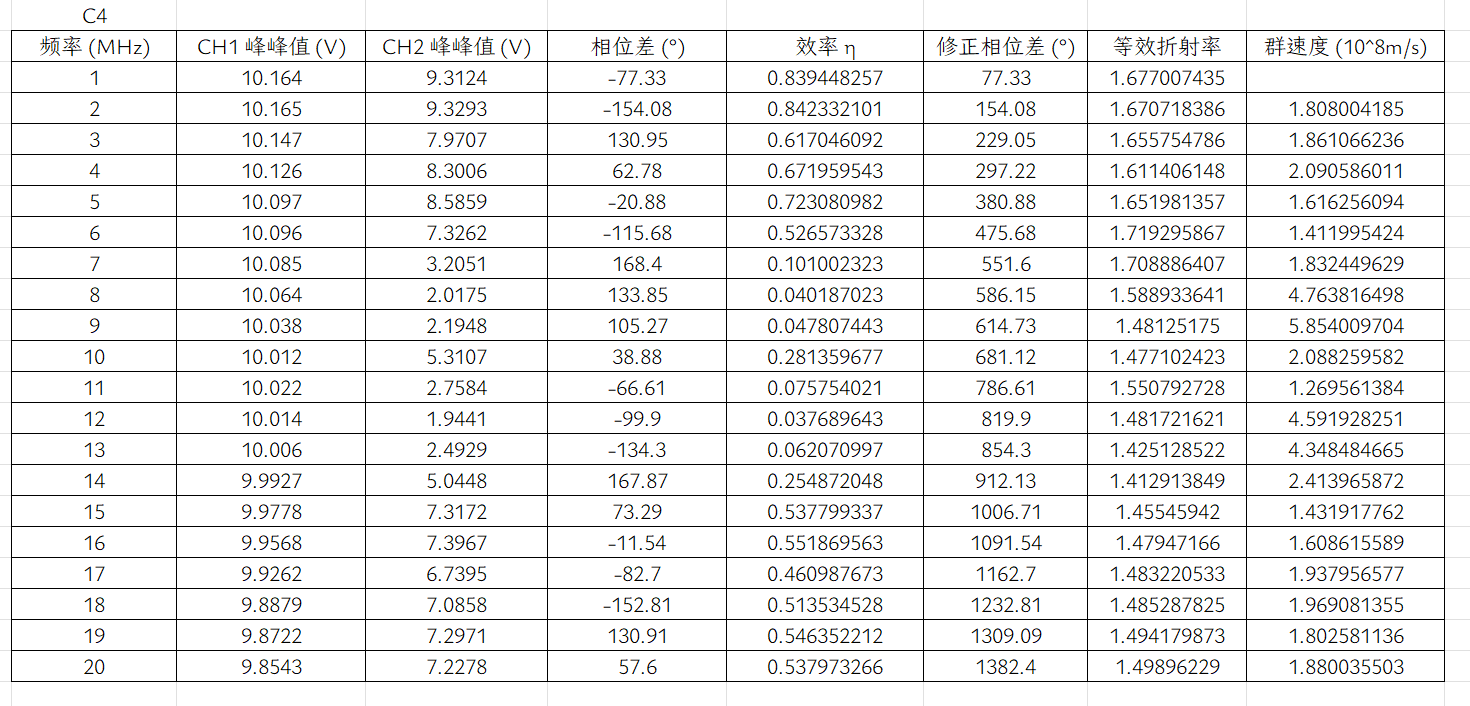 C4
频率 (MHz) CH1 峰峰值 (V) CH2 峰峰值 (V) 相位差 (°) 效率 η 修正相位差 (°) 等效折射率 群速度 (10^8m/s)
1 10.164 9.3124 -77.33 0.839448257 77.33 1.677007435
2 10.165 9.3293 -154.08 0.842332101 154.08 1.670718386 1.808004185
3 10.147 7.9707 130.95 0.617046092 229.05 1.655754786 1.861066236
4 10.126 8.3006 62.78 0.671959543 297.22 1.611406148 2.090586011
5 10.097 8.5859 -20.88 0.723080982 380.88 1.651981357 1.616256094
6 10.096 7.3262 -115.68 0.526573328 475.68 1.719295867 1.411995424
7 10.085 3.2051 168.4 0.101002323 551.6 1.708886407 1.832449629
8 10.064 2.0175 133.85 0.040187023 586.15 1.588933641 4.763816498
9 10.038 2.1948 105.27 0.047807443 614.73 1.48125175 5.854009704
10 10.012 5.3107 38.88 0.281359677 681.12 1.477102423 2.088259582
11 10.022 2.7584 -66.61 0.075754021 786.61 1.550792728 1.269561384
12 10.014 1.9441 -99.9 0.037689643 819.9 1.481721621 4.591928251
13 10.006 2.4929 -134.3 0.062070997 854.3 1.425128522 4.348484665
14 9.9927 5.0448 167.87 0.254872048 912.13 1.412913849 2.413965872
15 9.9778 7.3172 73.29 0.537799337 1006.71 1.45545942 1.431917762
16 9.9568 7.3967 -11.54 0.551869563 1091.54 1.47947166 1.608615589
17 9.9262 6.7395 -82.7 0.460987673 1162.7 1.483220533 1.937956577
18 9.8879 7.0858 -152.81 0.513534528 1232.81 1.485287825 1.969081355
19 9.8722 7.2971 130.91 0.546352212 1309.09 1.494179873 1.802581136
20 9.8543 7.2278 57.6 0.537973266 1382.4 1.49896229 1.880035503